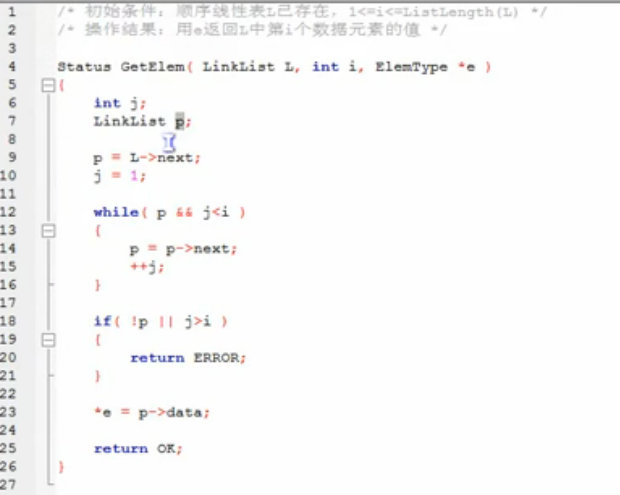 1 /* 初始条件：顺序线性表L已存在，1<=i<=ListLength(L) */
2 /* 操作结果：用e返回L中第i个数据元素的值 */
3
4 Status GetElem( LinkList L, int i, ElemType *e )
5 {
6 int j;
7 LinkList p;
8
9 p = L->next;
10 j = 1;
11
12 while( p && j<i )
13 {
14 p = p->next;
15 ++j;
16 }
17
18 if( !p || j>i )
19 {
20 return ERROR;
21 }
22
23 *e = p->data;
24
25 return OK;
26 }
27